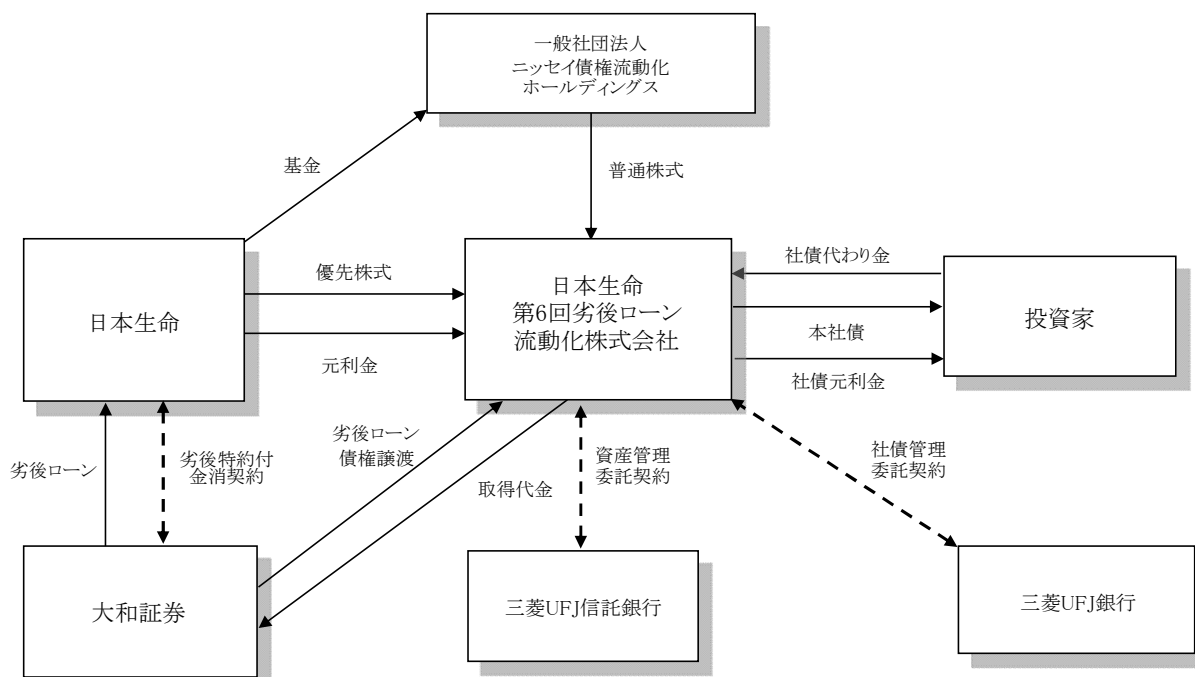 一般社団法人
ニッセイ債権流動化
ホールディングス
基金
普通株式
日本生命
優先株式
元利金
日本生命
第6回劣後ローン
流動化株式会社
社債代わり金
本社債
社債元利金
投資家
劣後ローン
劣後特約付
金消契約
劣後ローン
債権譲渡
取得代金
資産管理
委託契約
社債管理
委託契約
大和証券
三菱UFJ信託銀行
三菱UFJ銀行